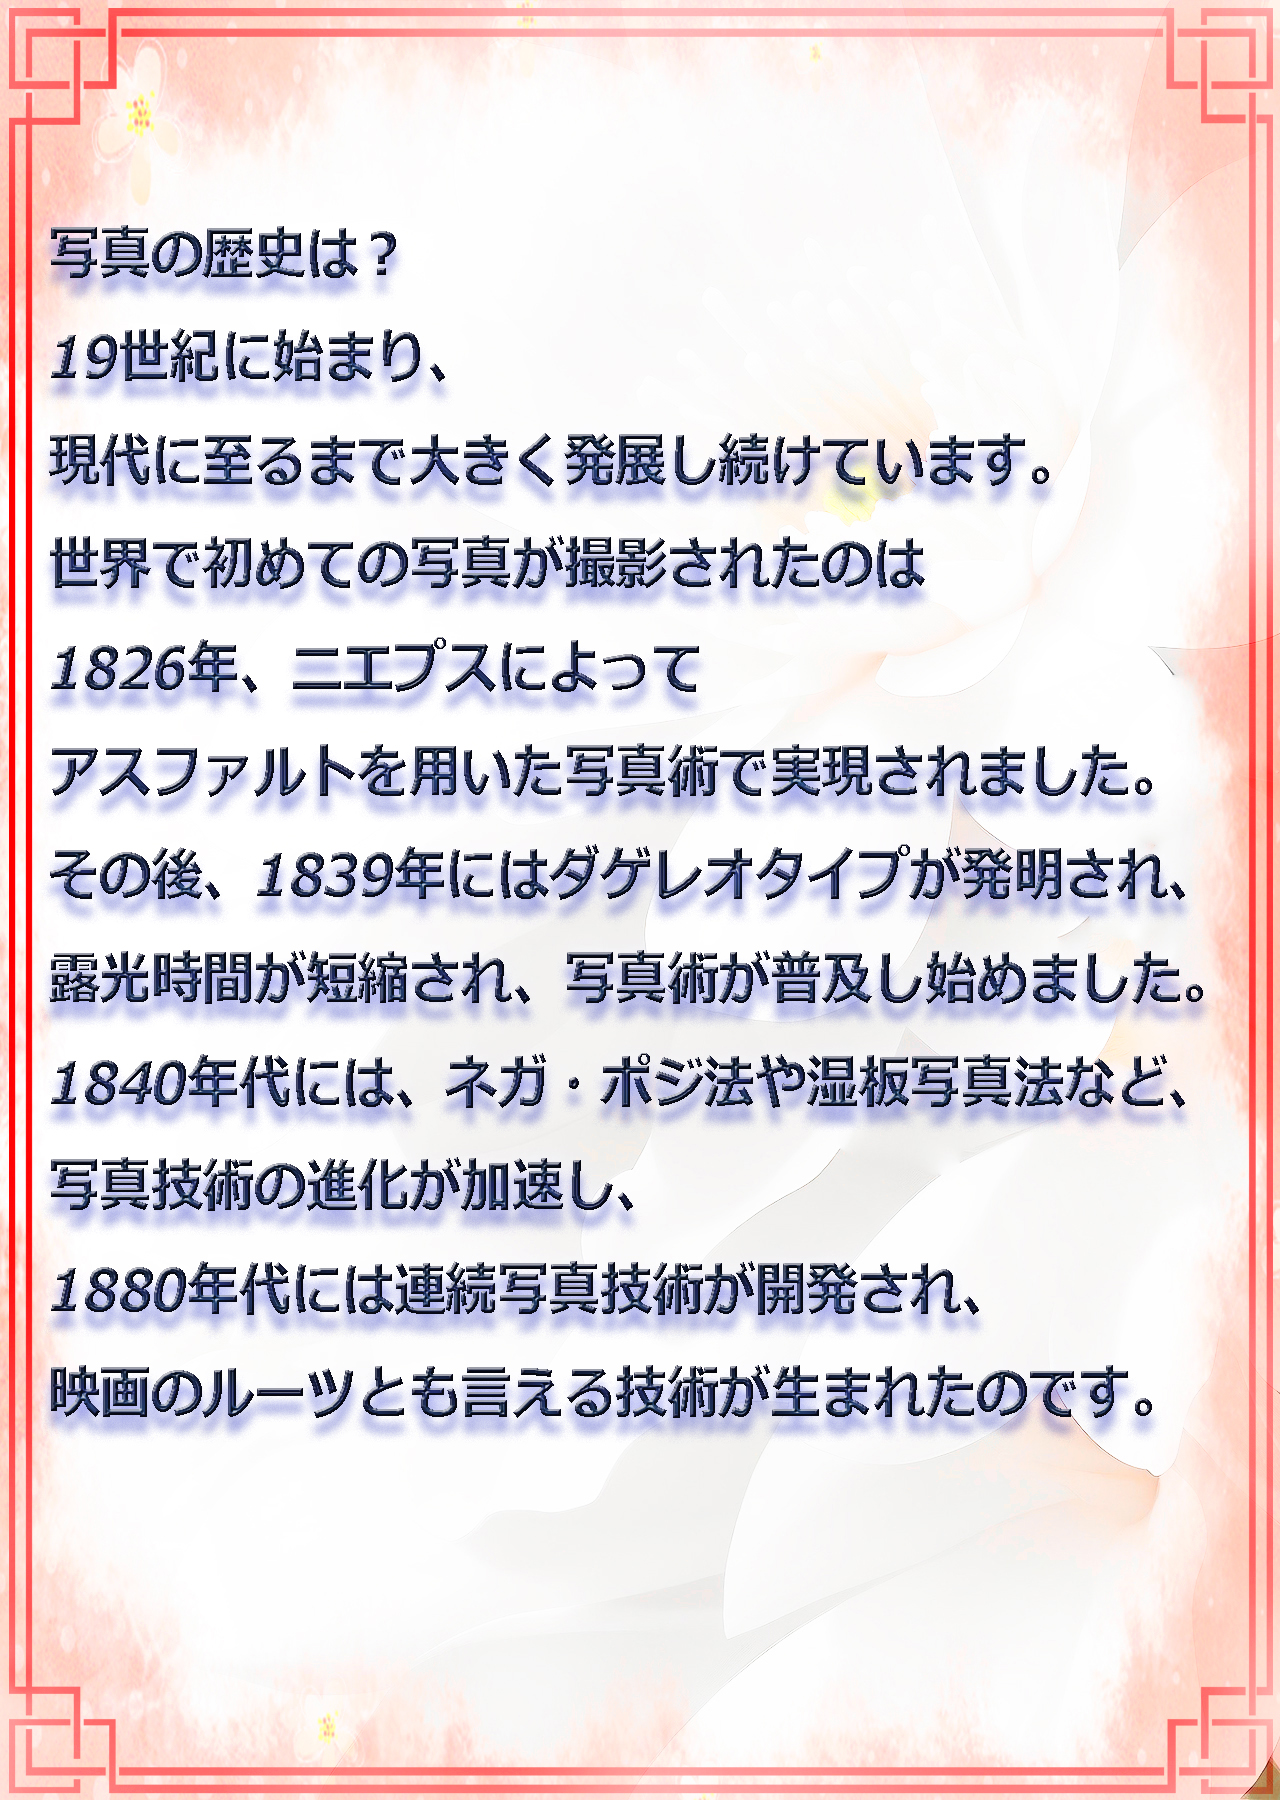 写真の歴史は？
19世紀に始まり、
現代に至るまで大きく発展し続けています。
世界で初めての写真が撮影されたのは
1826年、ニエプスによって
アスファルトを用いた写真術で実現されました。
その後、1839年にはダゲレオタイプが発明され、
露光時間が短縮され、写真術が普及し始めました。
1840年代には、ネガ・ポジ法や湿板写真法など、
写真技術の進化が加速し、
1880年代には連続写真技術が開発され、
映画のルーツとも言える技術が生まれたのです。